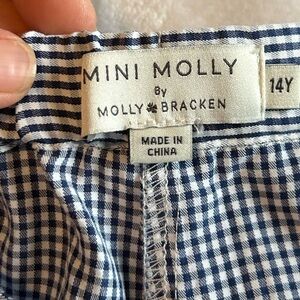 MINI MOLLY
By
MOLLY BRACKEN
14Y
MADE IN
CHINA